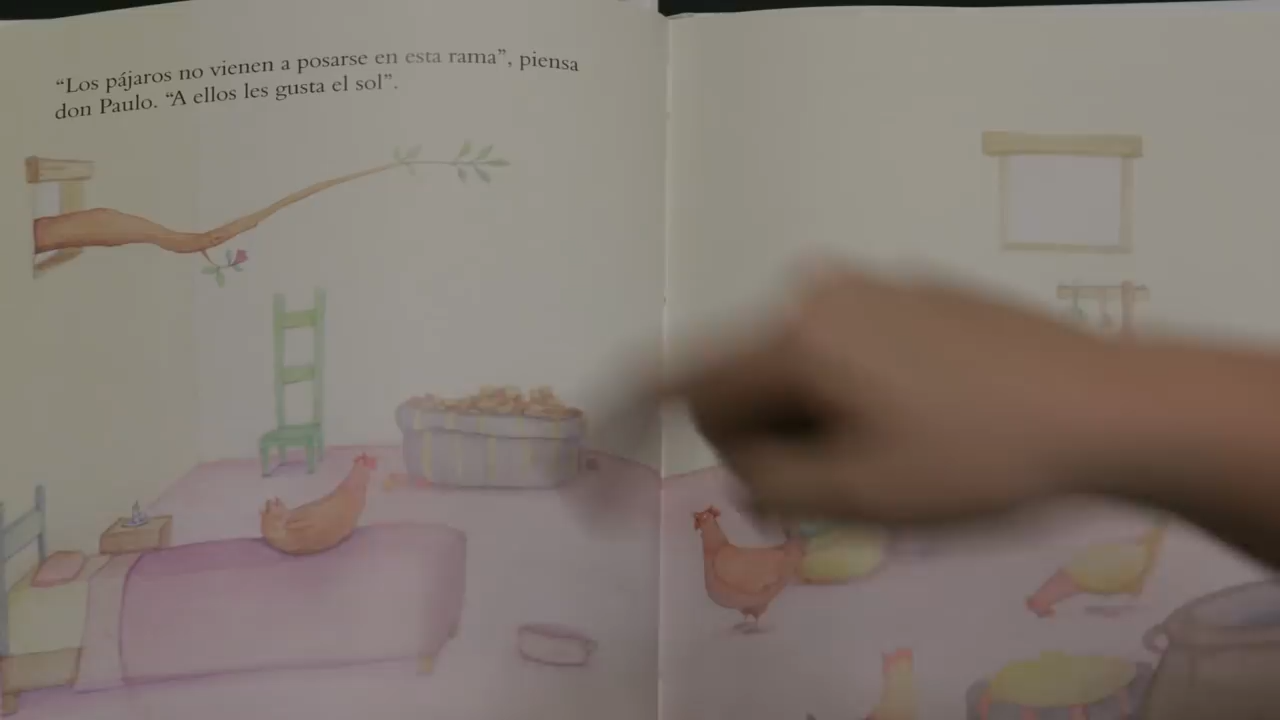 “Los pájaros no vienen a posarse en esta rama”, piensa
don Paulo. “A ellos les gusta el sol”.